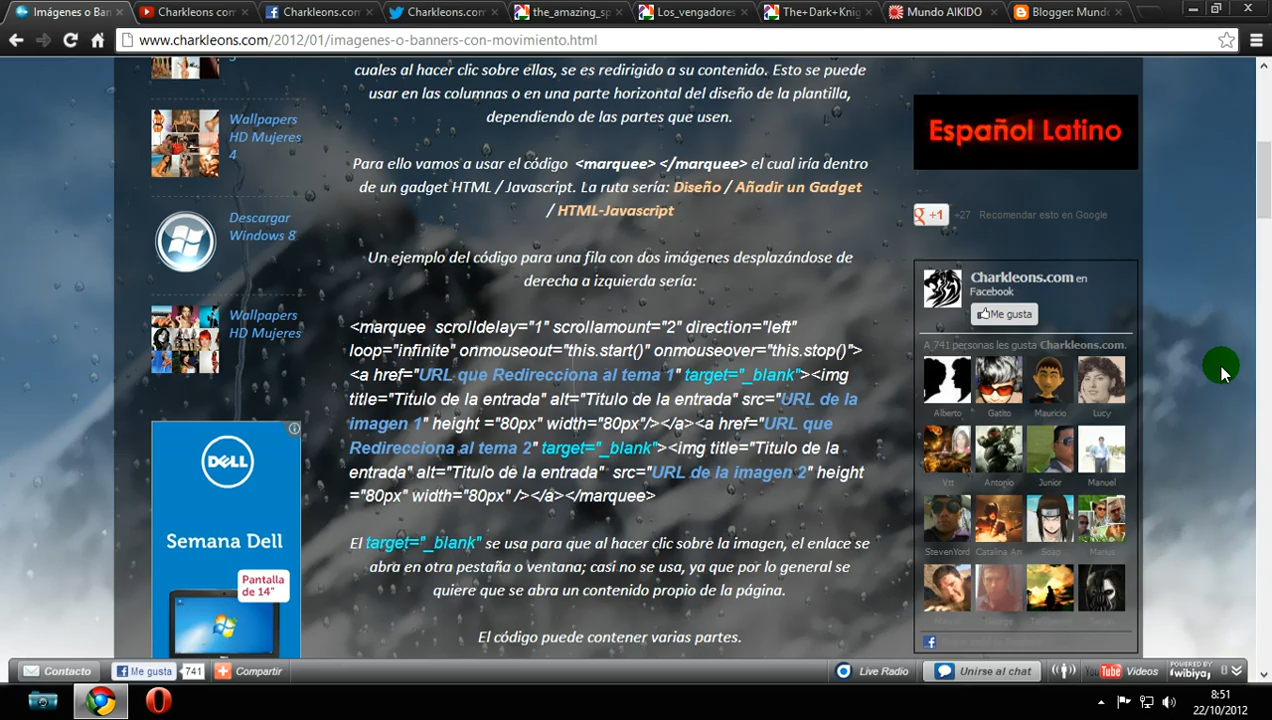 Imágenes o Ban
Charkleons.com
Charkleons.com
Charkleons.com
the_amazing_sp
Los_vengadores
The+Dark+Knig
Mundo AIKIDO
Blogger: Mund
www.charkleons.com/2012/01/imagenes-o-banners-con-movimiento.html
cuales al hacer clic sobre ellas, se es redirigido a su contenido. Esto se puede
usar en las columnas o en una parte horizontal del diseño de la plantilla,
dependiendo de las partes que usen.
Para ello vamos a usar el código <marquee> </marquee> el cual iría dentro
de un gadget HTML / Javascript. La ruta sería: Diseño / Añadir un Gadget
/ HTML-Javascript
Un ejemplo del código para una fila con dos imágenes desplazándose de
derecha a izquierda sería:
<marquee scrolldelay="1" scrollamount="2" direction="left"
loop="infinite" onmouseout="this.start()" onmouseover="this.stop()">
<a href="URL que Redirecciona al tema 1" target="_blank"><img
title="Titulo de la entrada" alt="Titulo de la entrada" src="URL de la
imagen 1" height ="80px" width="80px"/></a><a href="URL que
Redirecciona al tema 2" target="_blank"><img title="Titulo de la
entrada" alt="Titulo de la entrada" src="URL de la imagen 2" height
="80px" width="80px" /></a></marquee>
El target="_blank" se usa para que al hacer clic sobre la imagen, el enlace se
abra en otra pestaña o ventana; casi no se usa, ya que por lo general se
quiere que se abra un contenido propio de la página.
El código puede contener varias partes.
Wallpapers
HD Mujeres
4
Descargar
Windows 8
Wallpapers
HD Mujeres
DELL
Semana Dell
Pantalla
de 14"
Español Latino
g +1
+27
Recomendar esto en Google
Charkleons.com en
Facebook
Me gusta
A 741 personas les gusta Charkleons.com.
Alberto
Gatito
Mauricio
Lucy
Vtt
Antonio
Junior
Manuel
StevenYord
Catalina An
Soap
Marius
Contacto
Me gusta
741
Compartir
Live Radio
Unirse al chat
YouTube Videos
POWERED BY
wibiya
8:51
22/10/2012